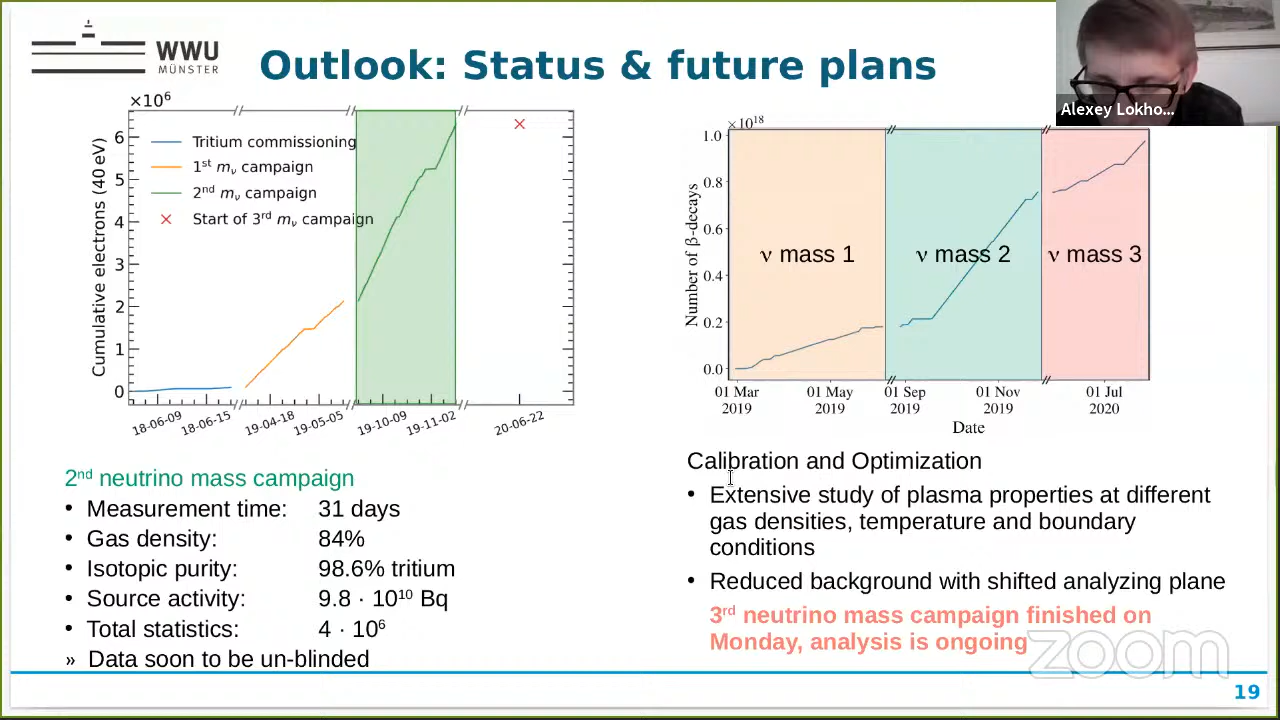 WWU
MÜNSTER
Outlook: Status & future plans
Alexey Lokho...
×10⁶
Cumulative electrons (40 eV)
6
5
4
3
2
1
0
Tritium commissioning
1st mν campaign
2nd mν campaign
Start of 3rd mν campaign
18-06-09
18-06-15
19-04-18
19-05-05
19-10-09
19-11-02
20-06-22
×10¹⁸
Number of β-decays
1.0
0.8
0.6
0.4
0.2
0.0
ν mass 1
ν mass 2
ν mass 3
01 Mar
2019
01 May
2019
01 Sep
2019
01 Nov
2019
01 Jul
2020
Date
2nd neutrino mass campaign
• Measurement time: 31 days
• Gas density: 84%
• Isotopic purity: 98.6% tritium
• Source activity: 9.8 · 10¹⁰ Bq
• Total statistics: 4 · 10⁶
» Data soon to be un-blinded
Calibration and Optimization
• Extensive study of plasma properties at different
gas densities, temperature and boundary
conditions
• Reduced background with shifted analyzing plane
3rd neutrino mass campaign finished on
Monday, analysis is ongoing
zoom
19